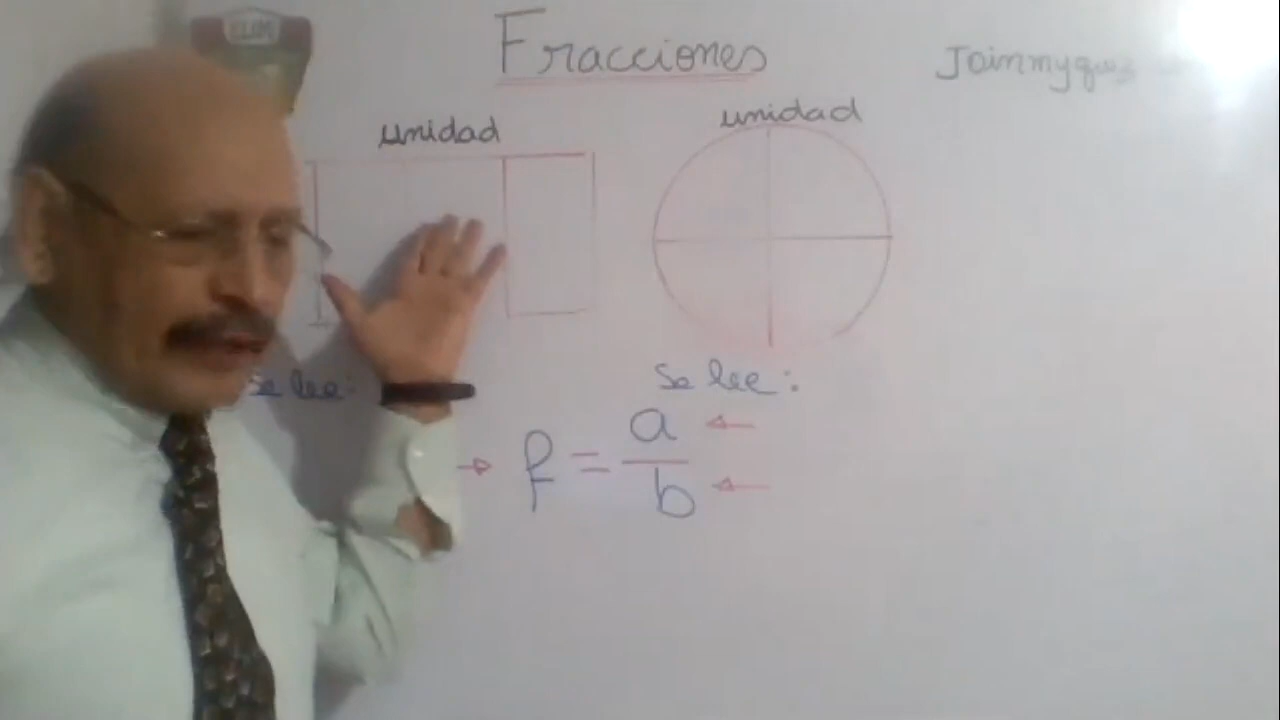 Fracciones
unidad
unidad
Se lee:
Se lee:
f = a
b